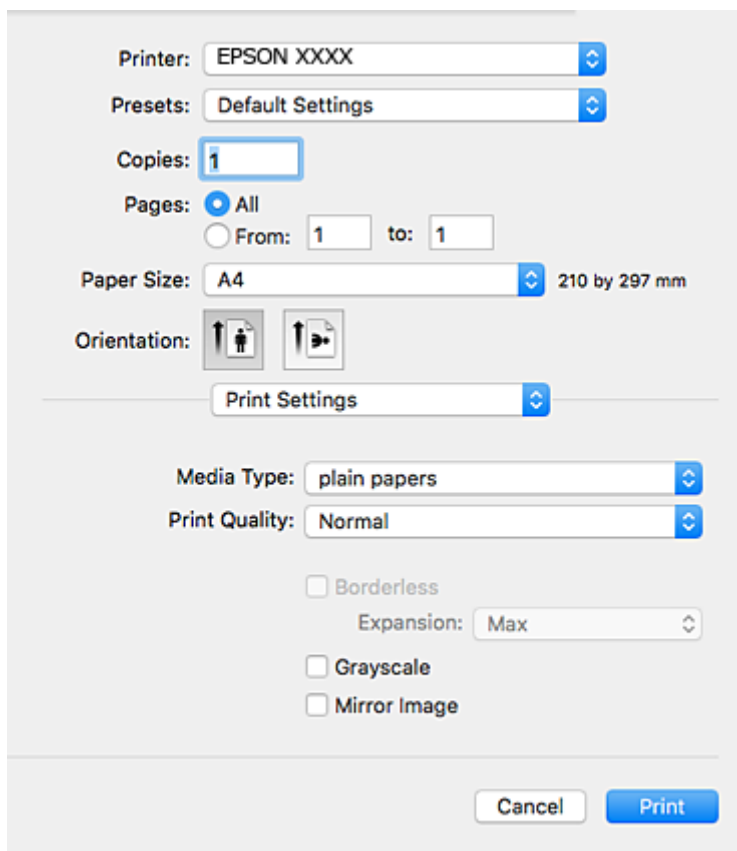 Printer: EPSON XXXX
Presets: Default Settings
Copies: 1
Pages: All
From: 1 to: 1
Paper Size: A4 210 by 297 mm
Orientation:
Print Settings
Media Type: plain papers
Print Quality: Normal
Borderless
Expansion: Max
Grayscale
Mirror Image
Cancel Print